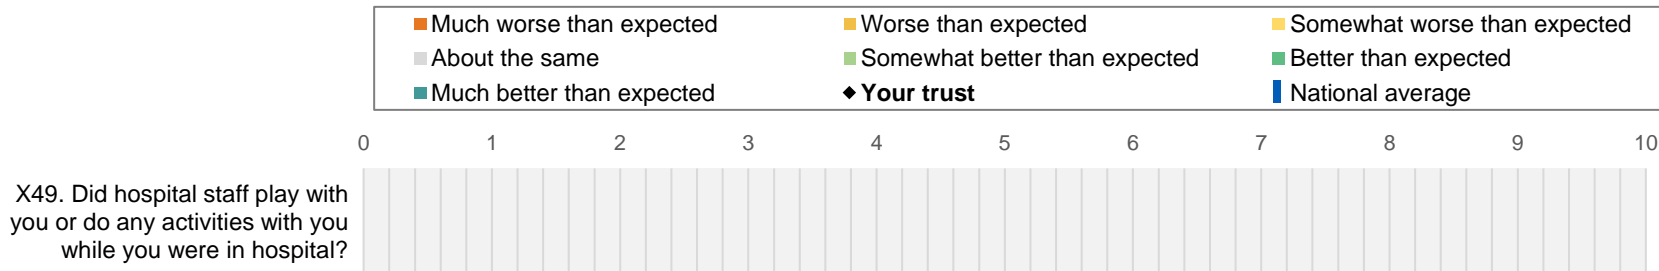 Much worse than expected Worse than expected Somewhat worse than expected
About the same Somewhat better than expected Better than expected
Much better than expected Your trust National average
0 1 2 3 4 5 6 7 8 9 10
X49. Did hospital staff play with
you or do any activities with you
while you were in hospital?